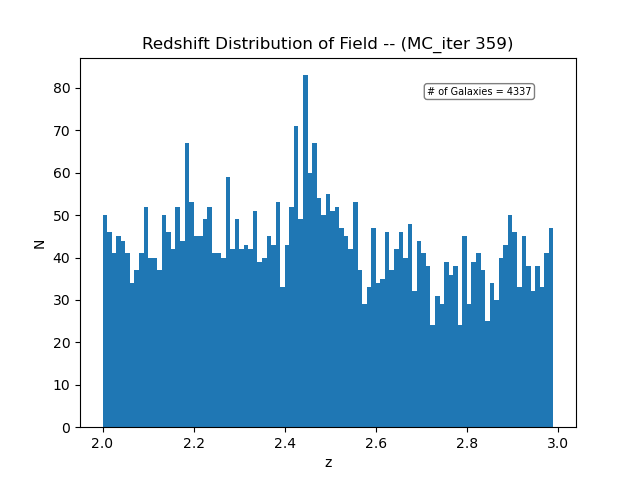 Redshift Distribution of Field -- (MC_iter 359)
# of Galaxies = 4337
80
70
60
50
40
30
20
10
0
N
2.0 2.2 2.4 2.6 2.8 3.0
z